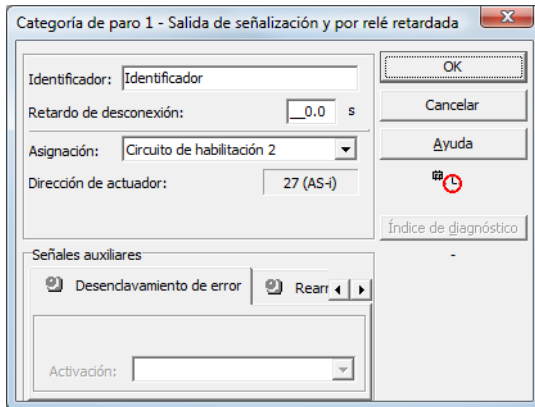 Categoría de paro 1 - Salida de señalización y por relé retardada
Identificador: Identificador
Retardo de desconexión: __0.0 s
Asignación: Circuito de habilitación 2
Dirección de actuador: 27 (AS-i)
OK
Cancelar
Ayuda
Índice de diagnóstico
-
Señales auxiliares
Desenclavamiento de error
Activación: